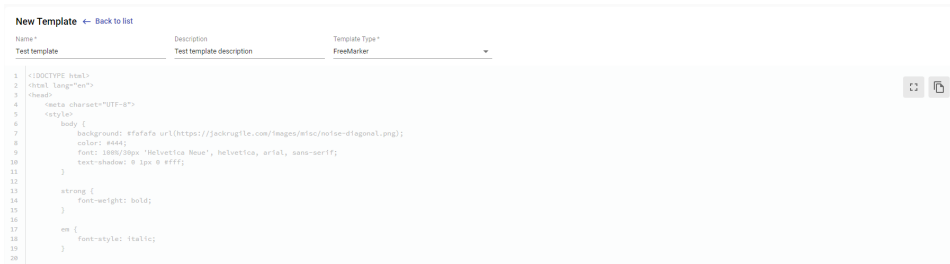 New Template ← Back to list
Name * Description Template Type *
Test template Test template description FreeMarker
1 <!DOCTYPE html>
2 <html lang="en">
3 <head>
4 <meta charset="UTF-8">
5 <style>
6 body {
7 background: #fafafa url(https://jackrugile.com/images/misc/noise-diagonal.png);
8 color: #444;
9 font: 100%/30px 'Helvetica Neue', helvetica, arial, sans-serif;
10 text-shadow: 0 1px 0 #fff;
11 }
12
13 strong {
14 font-weight: bold;
15 }
16
17 em {
18 font-style: italic;
19 }
20